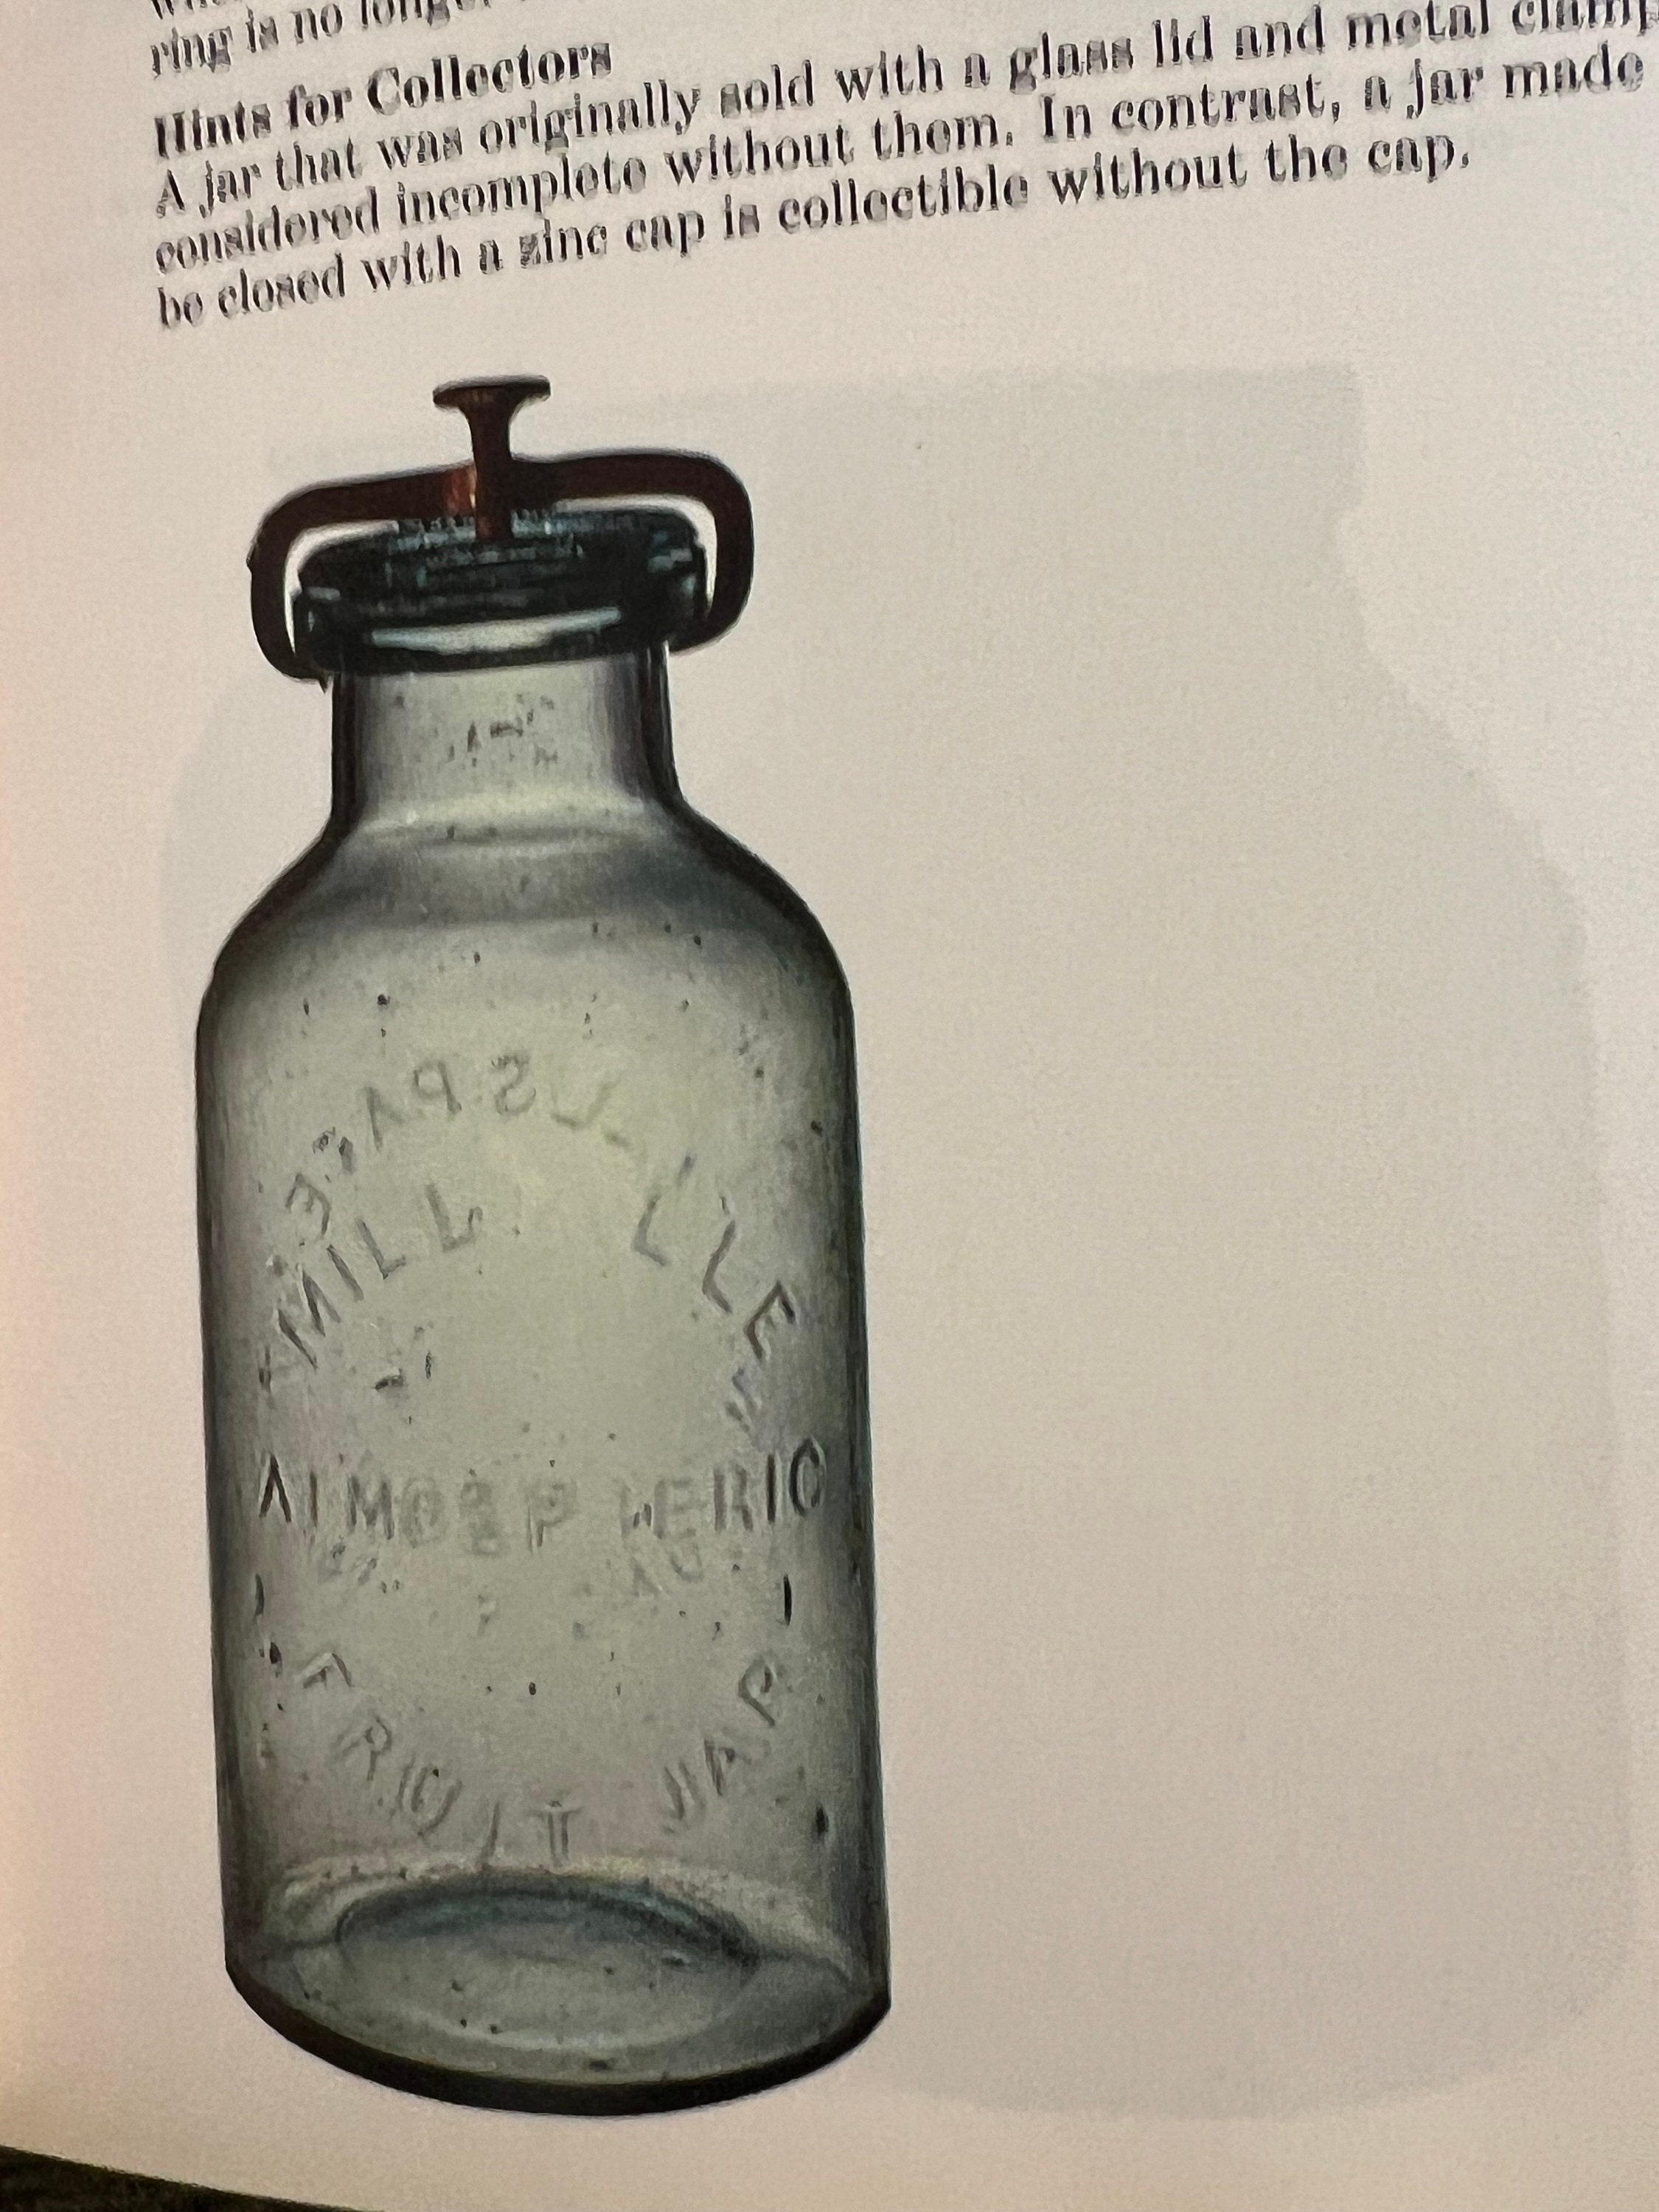 ring is no longer
Hints for Collectors
A jar that was originally sold with a glass lid and metal clamp
considered incomplete without them. In contrast, a jar made
be closed with a zinc cap is collectible without the cap.
MILLVILLE
ATMOSPHERIC
FRUIT JAR